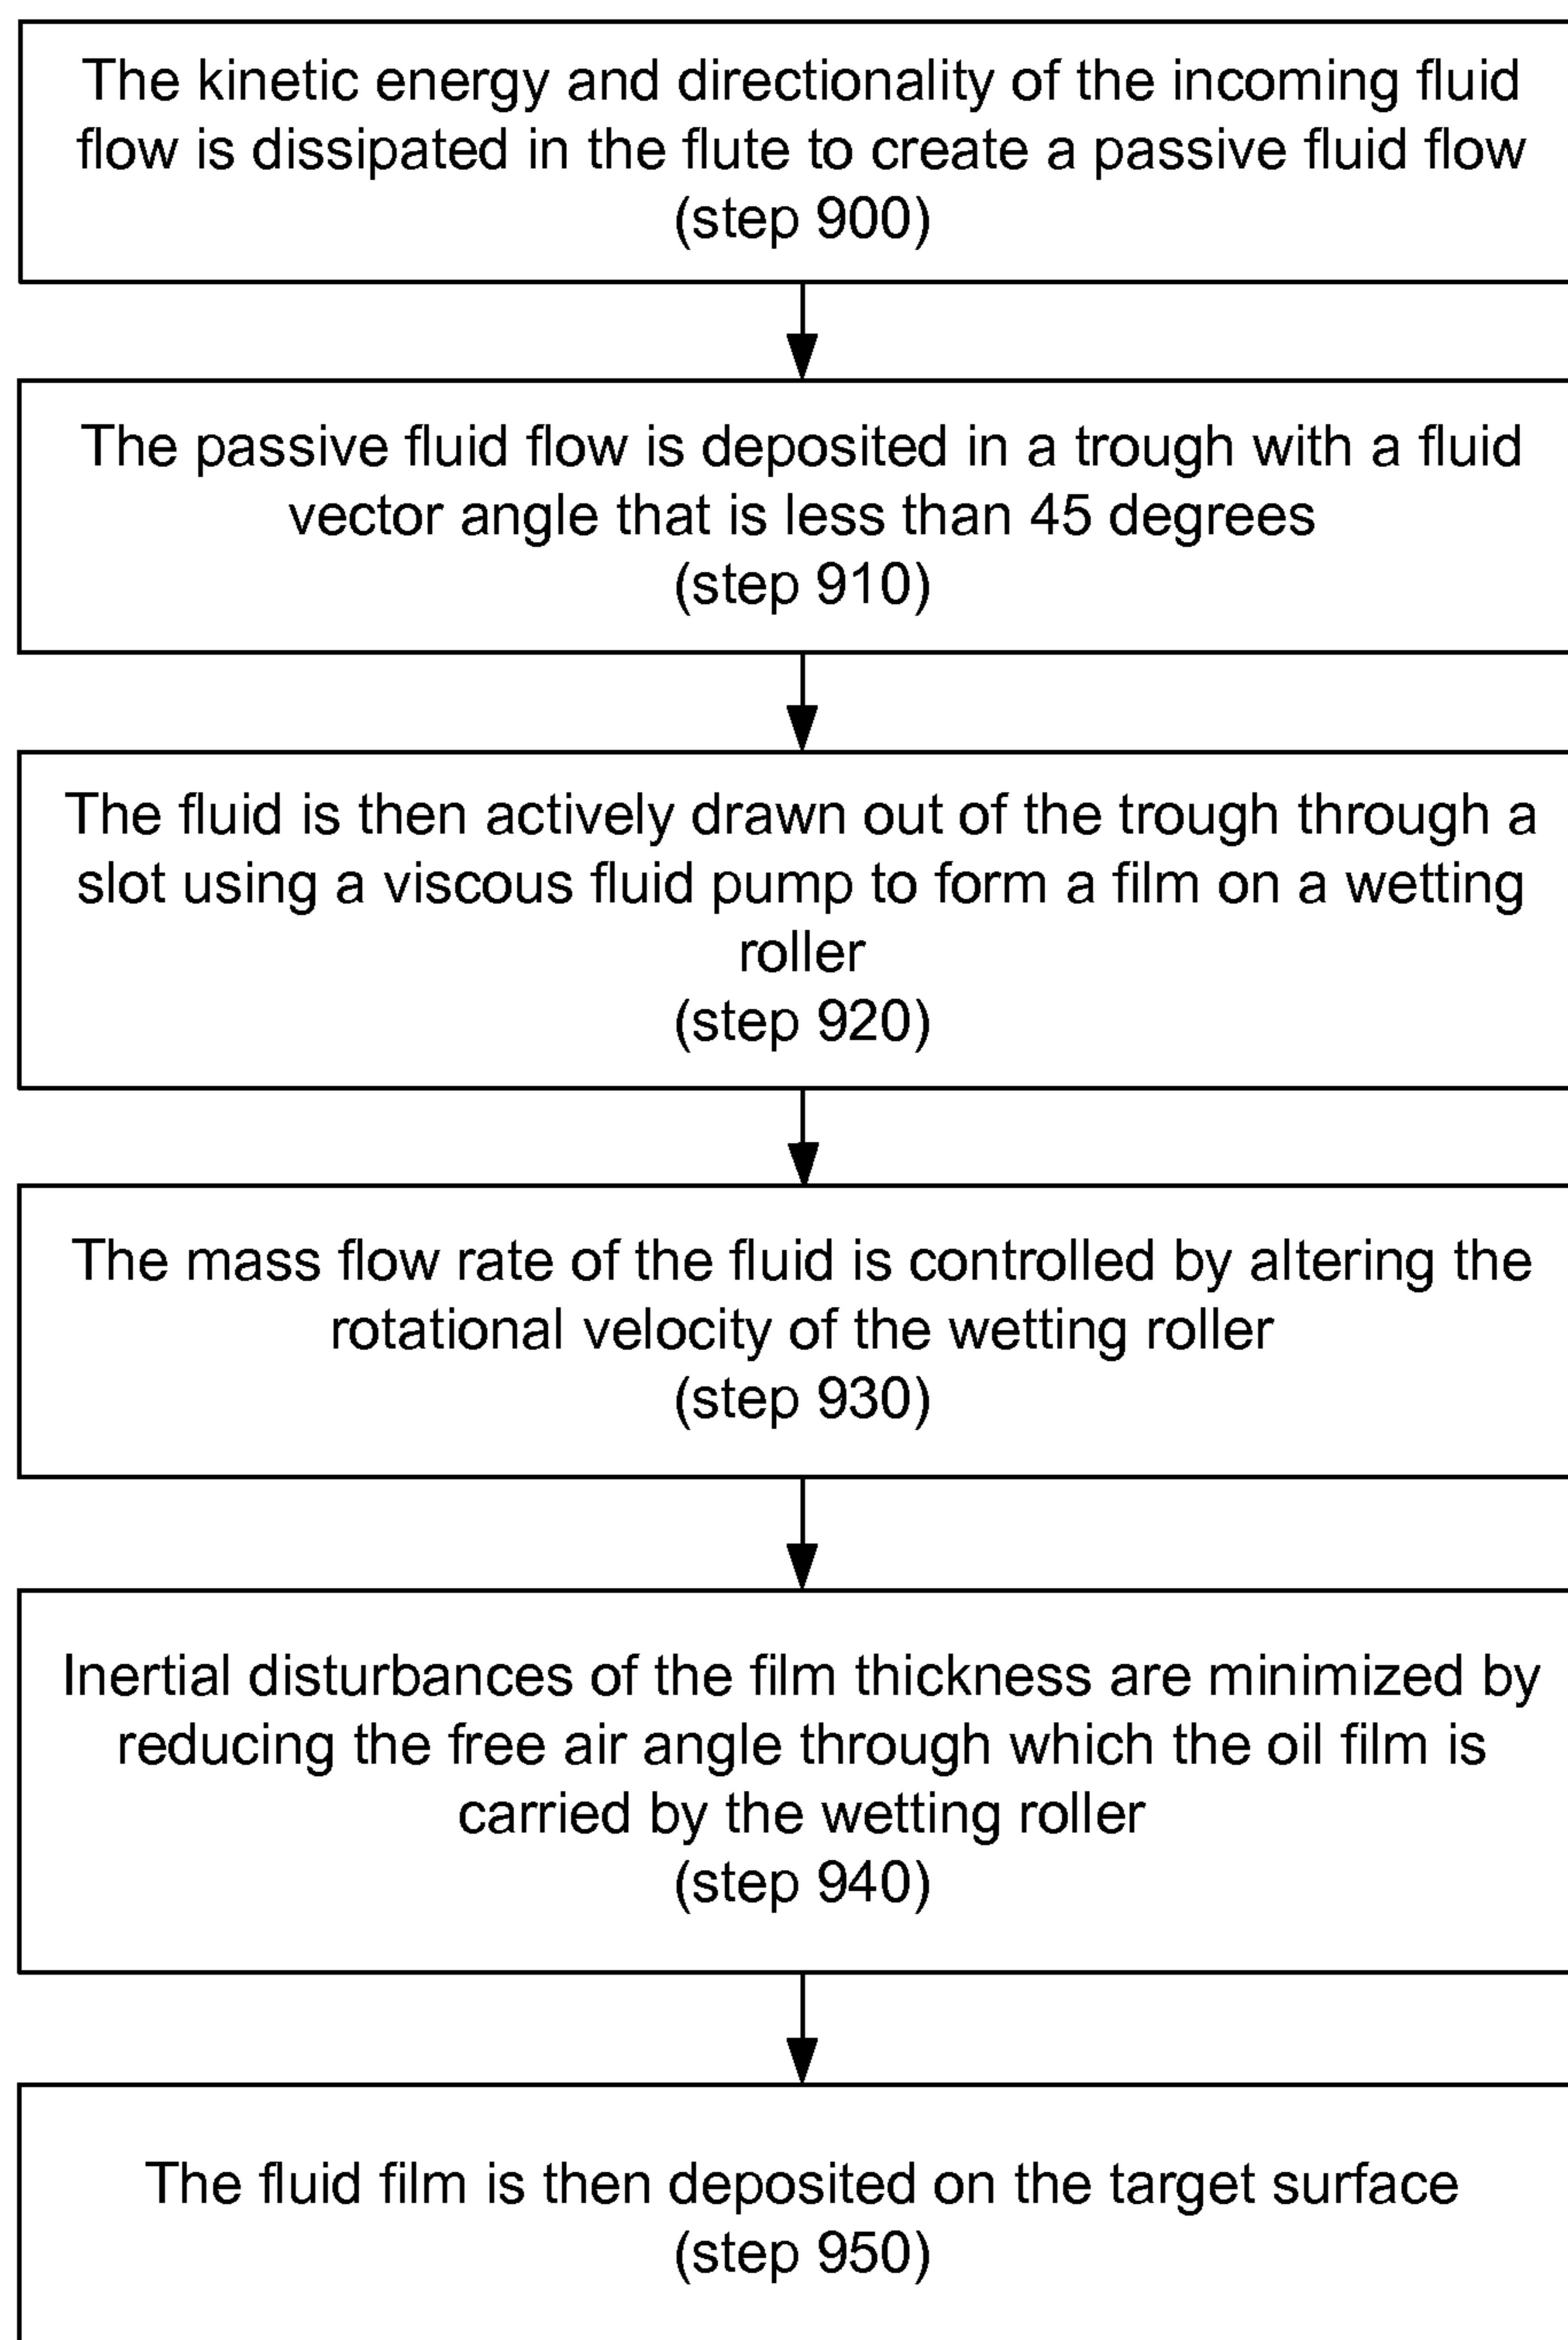 The kinetic energy and directionality of the incoming fluid
flow is dissipated in the flute to create a passive fluid flow
(step 900)
The passive fluid flow is deposited in a trough with a fluid
vector angle that is less than 45 degrees
(step 910)
The fluid is then actively drawn out of the trough through a
slot using a viscous fluid pump to form a film on a wetting
roller
(step 920)
The mass flow rate of the fluid is controlled by altering the
rotational velocity of the wetting roller
(step 930)
Inertial disturbances of the film thickness are minimized by
reducing the free air angle through which the oil film is
carried by the wetting roller
(step 940)
The fluid film is then deposited on the target surface
(step 950)